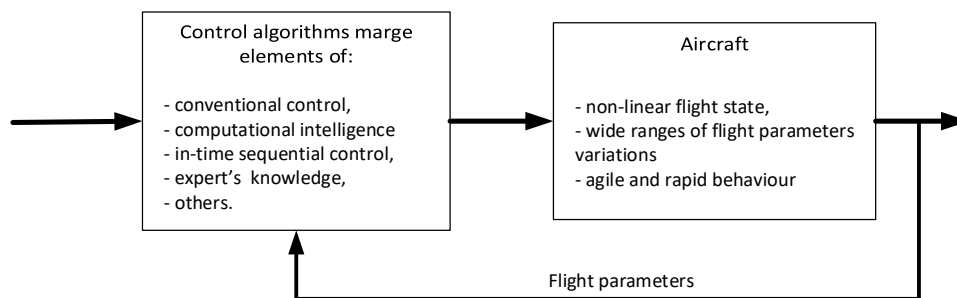 Control algorithms marge
elements of:
- conventional control,
- computational intelligence
- in-time sequential control,
- expert's knowledge,
- others.
Aircraft
- non-linear flight state,
- wide ranges of flight parameters
variations
- agile and rapid behaviour
Flight parameters